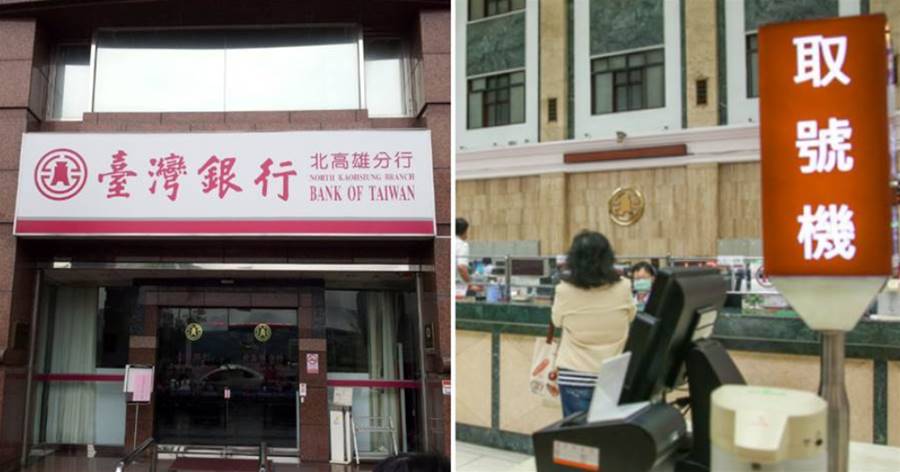 臺灣銀行
北高雄分行
NORTH KAOHSIUNG BRANCH
BANK OF TAIWAN
取
號
機